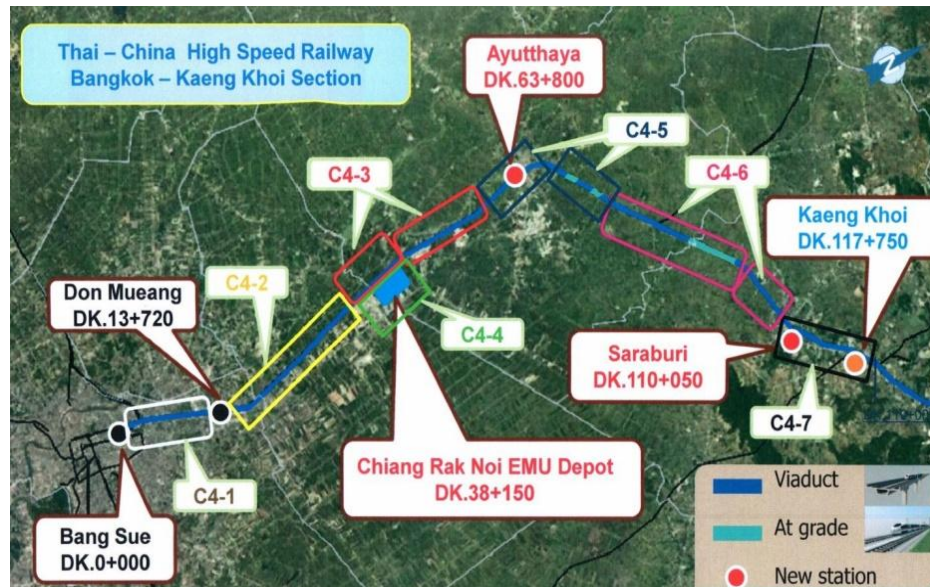 Thai – China High Speed Railway
Bangkok – Kaeng Khoi Section
Ayutthaya
DK.63+800
N
C4-5
C4-3
C4-6
Kaeng Khoi
DK.117+750
Don Mueang
DK.13+720
C4-2
C4-4
Saraburi
DK.110+050
C4-7
Chiang Rak Noi EMU Depot
DK.38+150
C4-1
Bang Sue
DK.0+000
Viaduct
At grade
New station